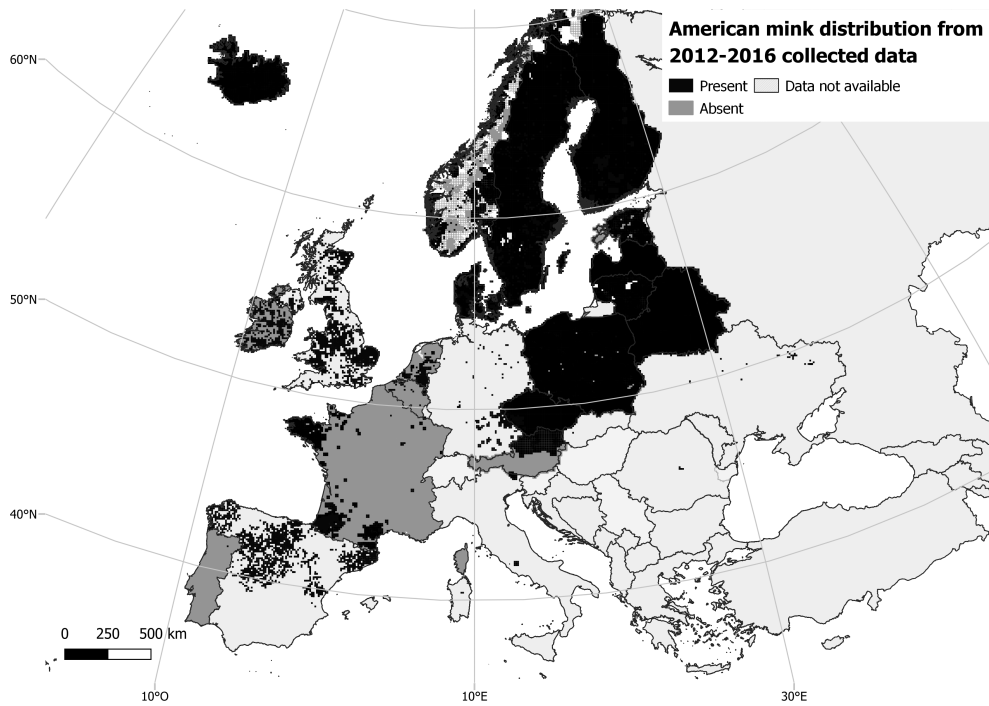 American mink distribution from
2012-2016 collected data
Present Data not available
Absent
60°N
50°N
40°N
0 250 500 km
10°O 10°E 30°E